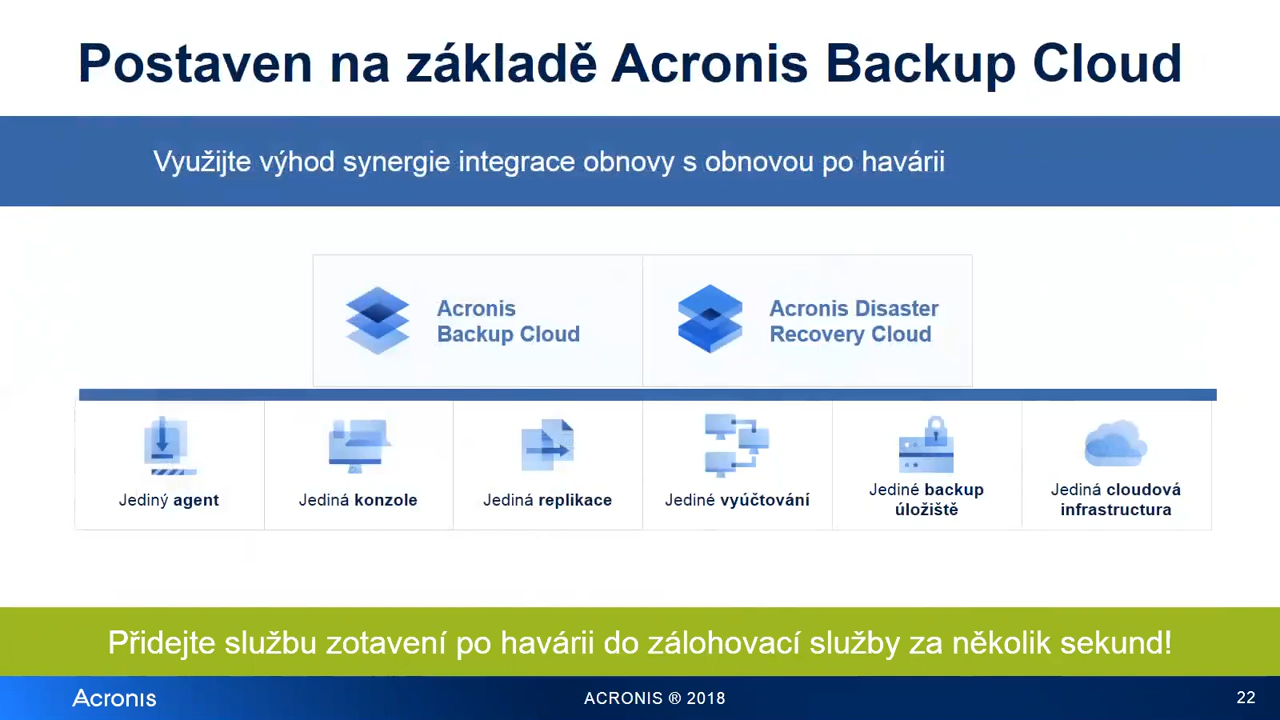 Postaven na základě Acronis Backup Cloud
Využijte výhod synergie integrace obnovy s obnovou po havárii
Acronis
Backup Cloud
Acronis Disaster
Recovery Cloud
Jediný agent
Jediná konzole
Jediná replikace
Jediné vyúčtování
Jediné backup
úložiště
Jediná cloudová
infrastructura
Přidejte službu zotavení po havárii do zálohovací služby za několik sekund!
Acronis
ACRONIS ® 2018
22